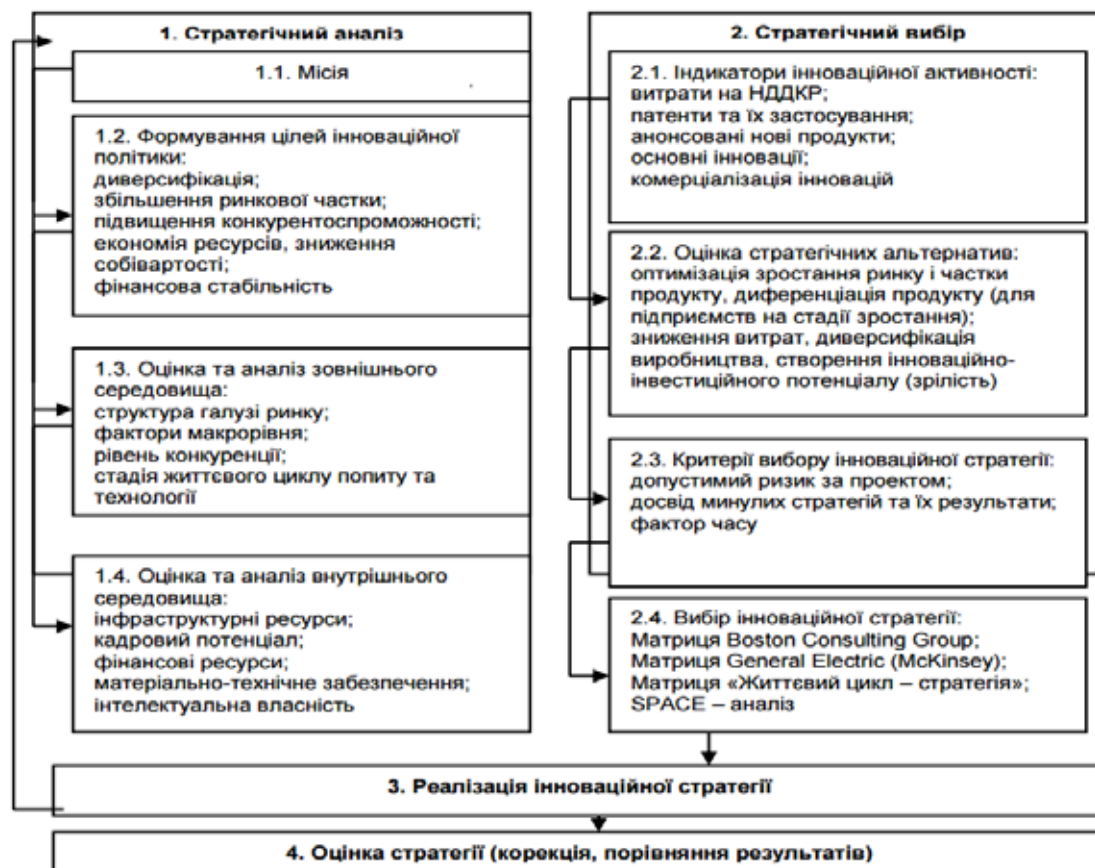 1. Стратегічний аналіз
1.1. Місія
1.2. Формування цілей інноваційної
політики:
диверсифікація;
збільшення ринкової частки;
підвищення конкурентоспроможності;
економія ресурсів, зниження
собівартості;
фінансова стабільність
1.3. Оцінка та аналіз зовнішнього
середовища:
структура галузі ринку;
фактори макрорівня;
рівень конкуренції;
стадія життєвого циклу попиту та
технології
1.4. Оцінка та аналіз внутрішнього
середовища:
інфраструктурні ресурси;
кадровий потенціал;
фінансові ресурси;
матеріально-технічне забезпечення;
інтелектуальна власність
2. Стратегічний вибір
2.1. Індикатори інноваційної активності:
витрати на НДДКР;
патенти та їх застосування;
анонсовані нові продукти;
основні інновації;
комерціалізація інновацій
2.2. Оцінка стратегічних альтернатив:
оптимізація зростання ринку і частки
продукту, диференціація продукту (для
підприємств на стадії зростання);
зниження витрат, диверсифікація
виробництва, створення інноваційно-
інвестиційного потенціалу (зрілість)
2.3. Критерії вибору інноваційної стратегії:
допустимий ризик за проектом;
досвід минулих стратегій та їх результати;
фактор часу
2.4. Вибір інноваційної стратегії:
Матриця Boston Consulting Group;
Матриця General Electric (McKinsey);
Матриця «Життєвий цикл – стратегія»;
SPACE – аналіз
3. Реалізація інноваційної стратегії
4. Оцінка стратегії (корекція, порівняння результатів)